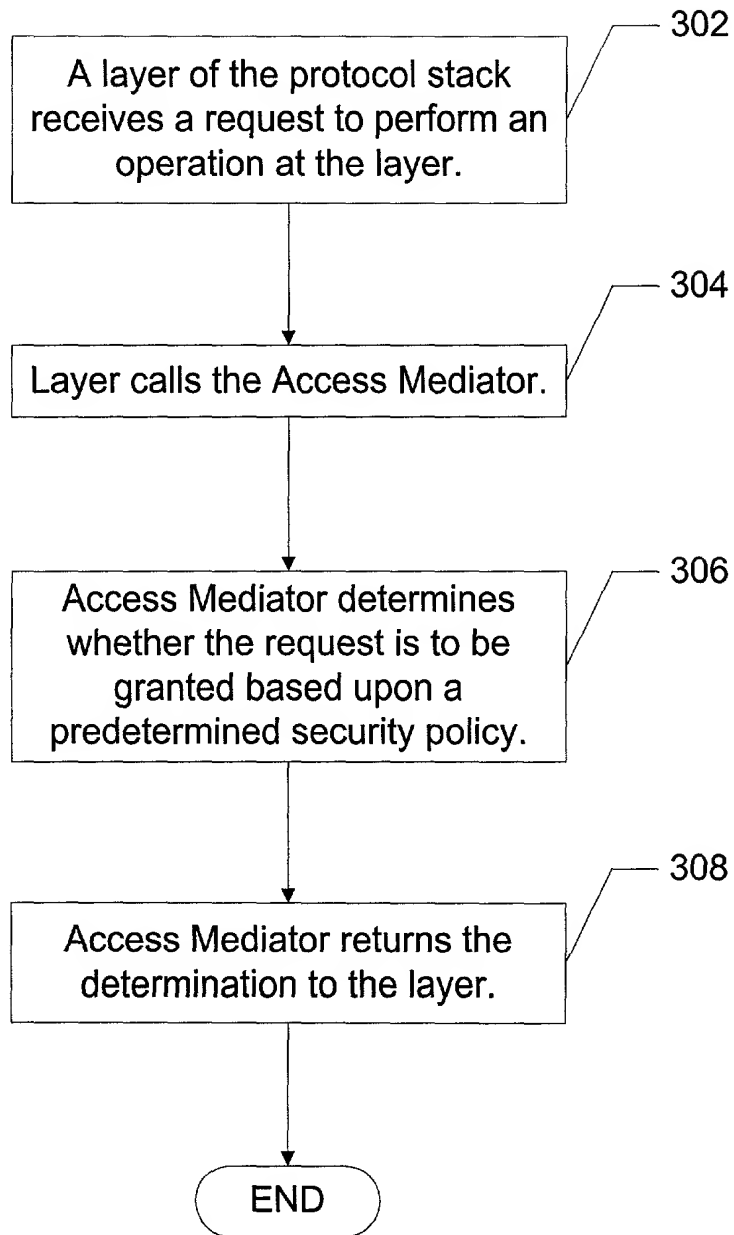 302
A layer of the protocol stack
receives a request to perform an
operation at the layer.
304
Layer calls the Access Mediator.
306
Access Mediator determines
whether the request is to be
granted based upon a
predetermined security policy.
308
Access Mediator returns the
determination to the layer.
END